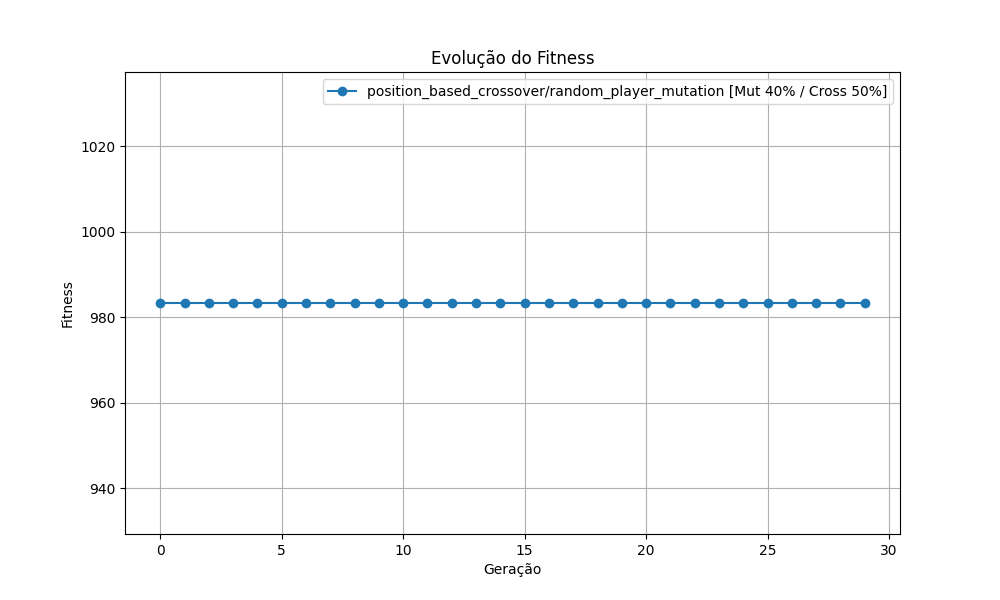 Evolução do Fitness
position_based_crossover/random_player_mutation [Mut 40% / Cross 50%]
1020
1000
980
960
940
Fitness
0 5 10 15 20 25 30
Geração